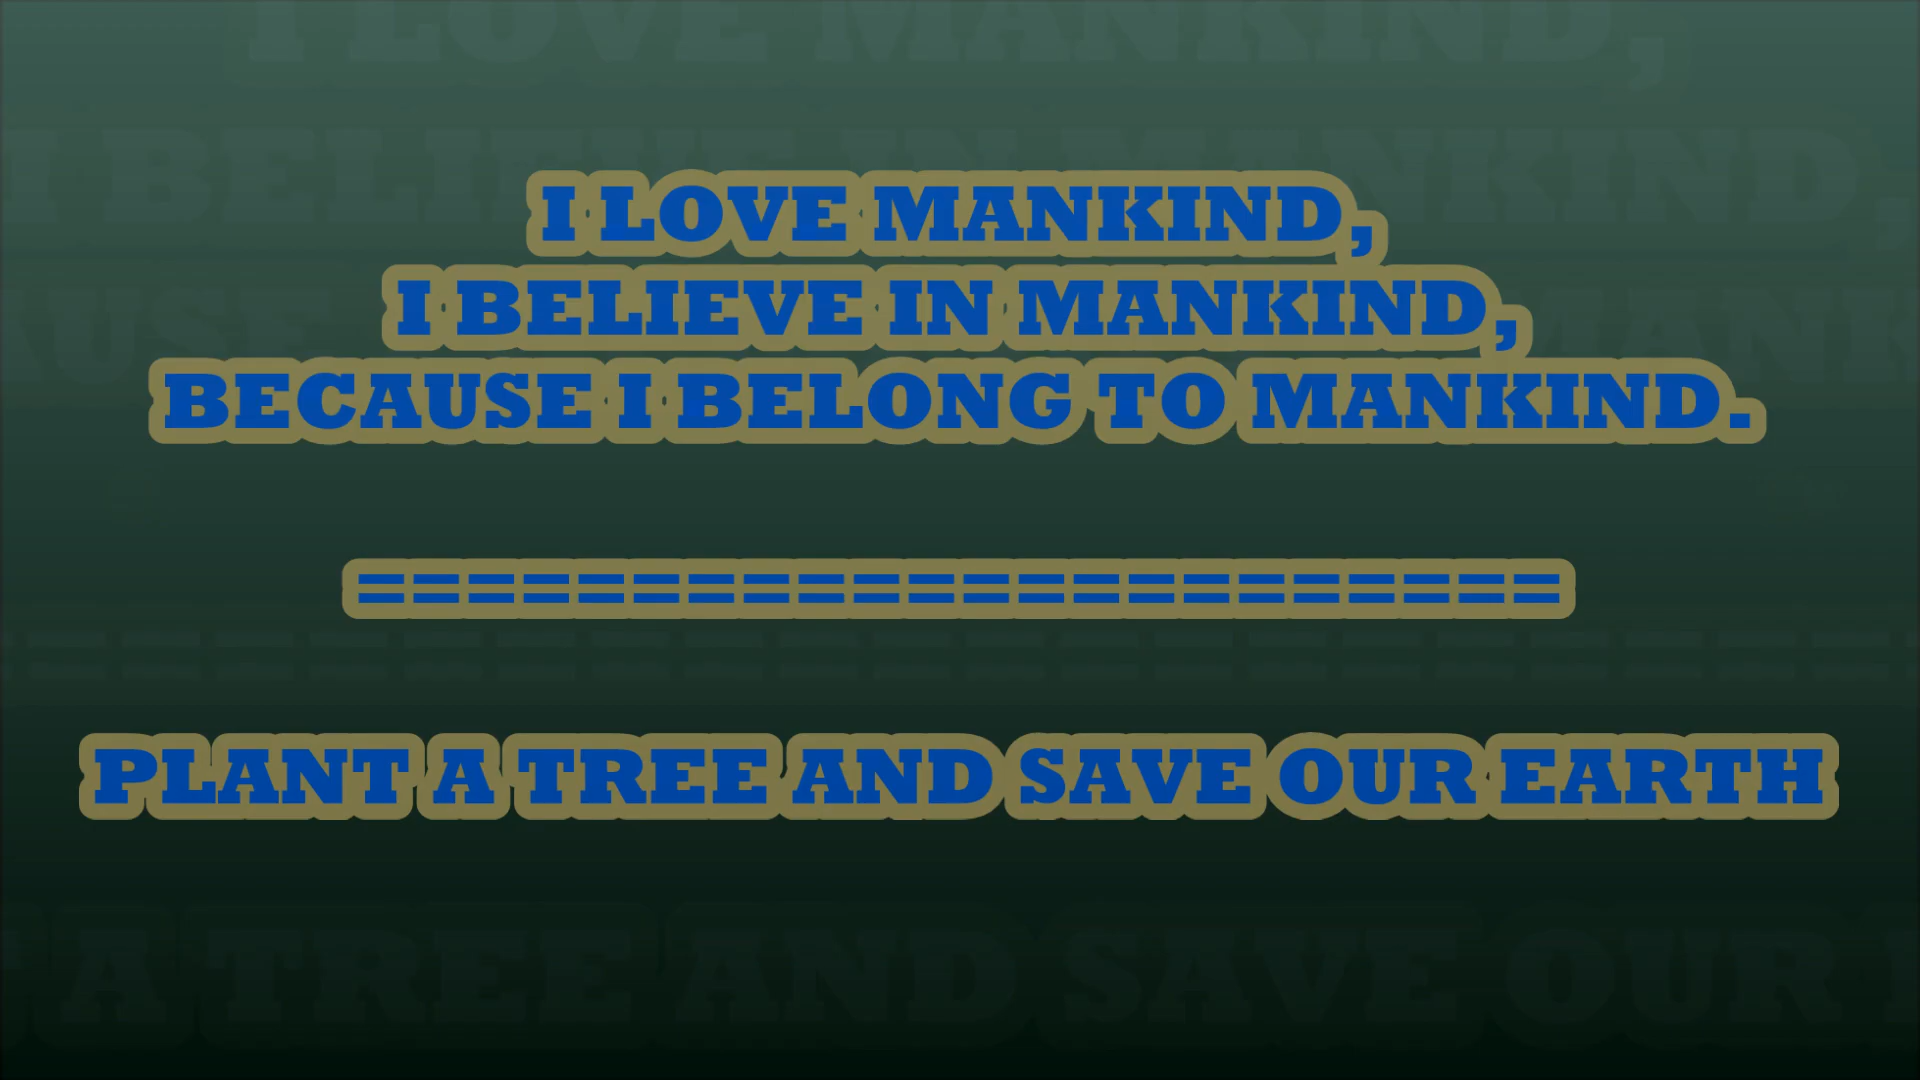 I LOVE MANKIND,
I BELIEVE IN MANKIND,
BECAUSE I BELONG TO MANKIND.
======================
PLANT A TREE AND SAVE OUR EARTH